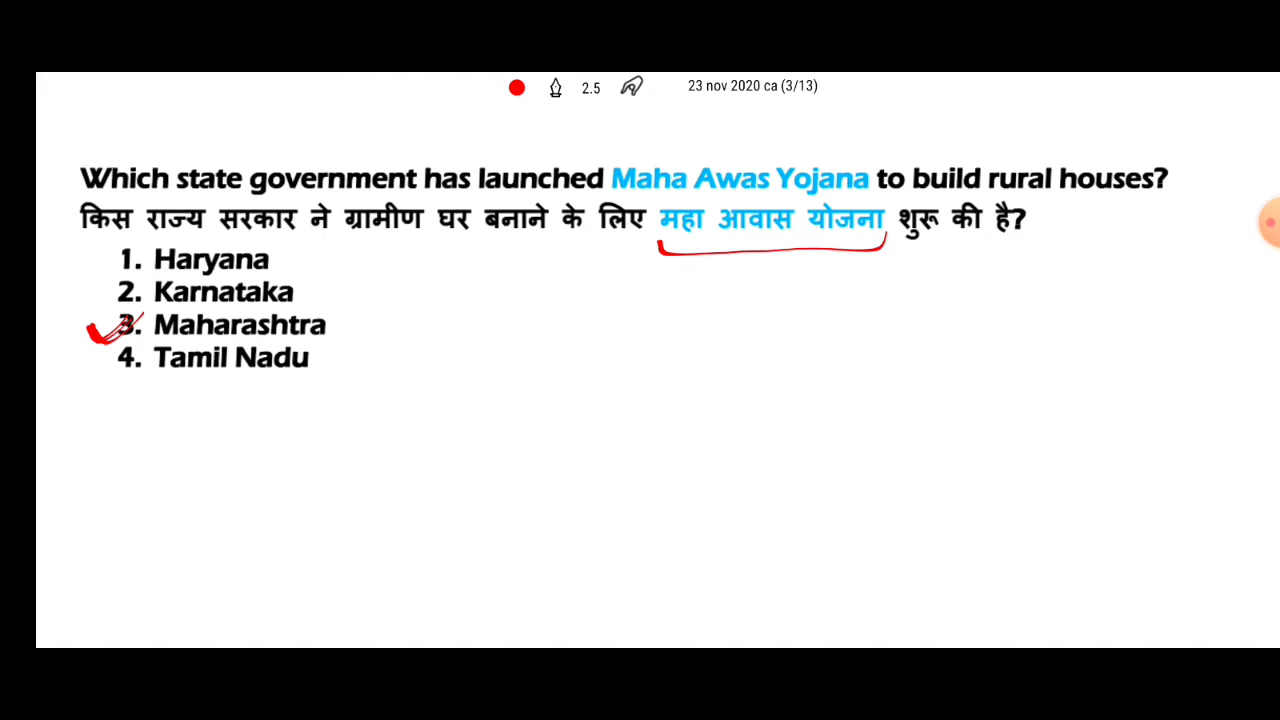 2.5 23 nov 2020 ca (3/13)
Which state government has launched Maha Awas Yojana to build rural houses?
किस राज्य सरकार ने ग्रामीण घर बनाने के लिए महा आवास योजना शुरू की है?
1. Haryana
2. Karnataka
3. Maharashtra
4. Tamil Nadu